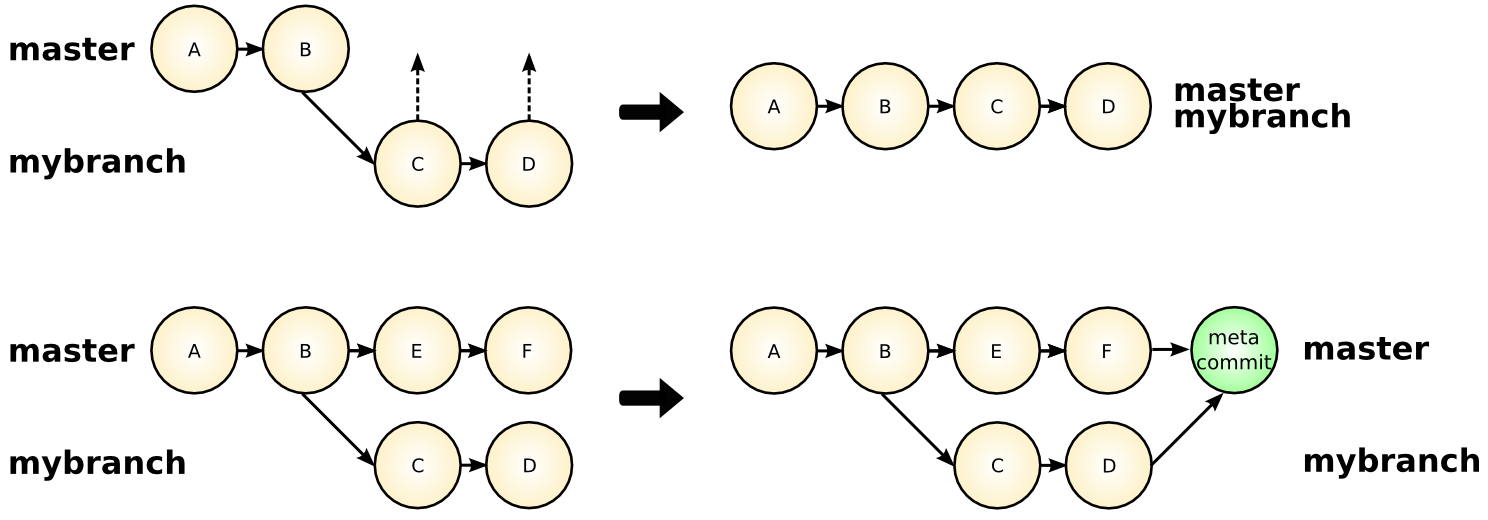 master A B
mybranch C D
A B C D master
mybranch
master A B E F
mybranch C D
A B E F meta
commit master
C D mybranch